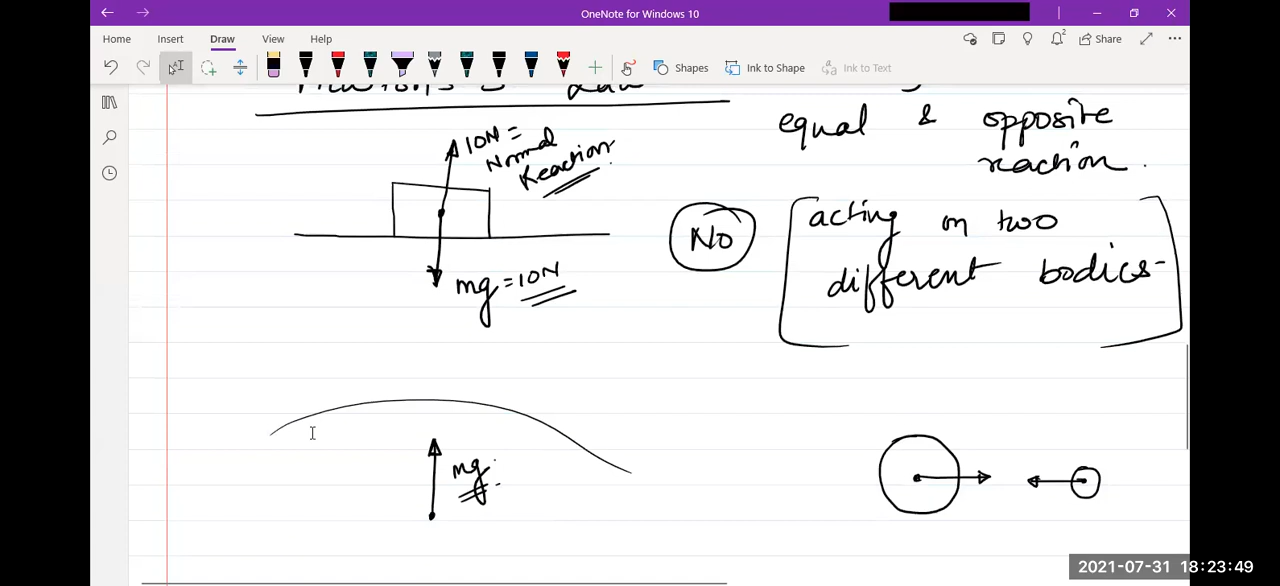 OneNote for Windows 10
Home Insert Draw View Help
Share
Shapes
Ink to Shape
Ink to Text
equal & opposite
reaction.
10N =
Normal
Reaction
mg = 10N
No
acting on two
different bodies
mg
2021-07-31 18:23:49